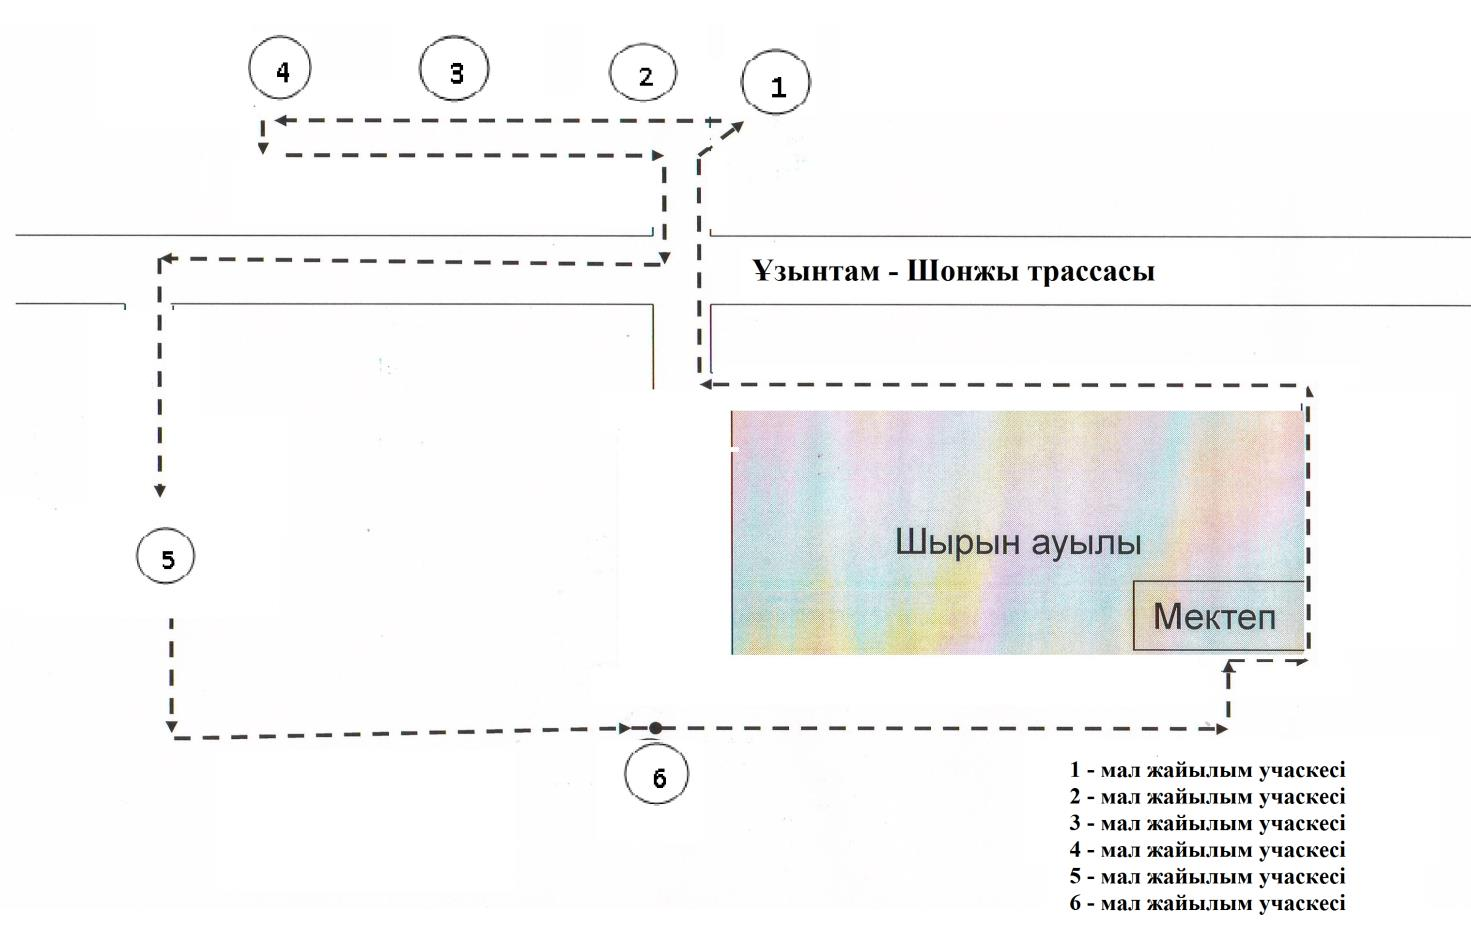 4 3 2 1
Ұзынтам - Шонжы трассасы
Шырын ауылы
5
Мектеп
6
1 - мал жайылым учаскесі
2 - мал жайылым учаскесі
3 - мал жайылым учаскесі
4 - мал жайылым учаскесі
5 - мал жайылым учаскесі
6 - мал жайылым учаскесі